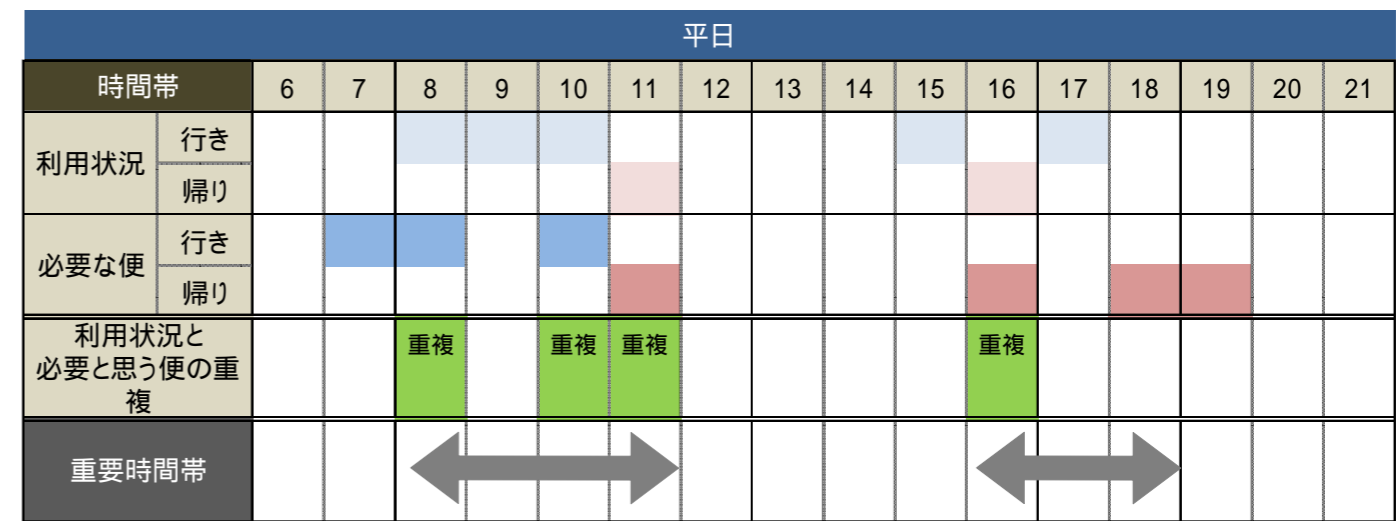 平日
時間帯 6 7 8 9 10 11 12 13 14 15 16 17 18 19 20 21
利用状況 行き
帰り
必要な便 行き
帰り
利用状況と
必要と思う便の重
複
重複 重複 重複 重複
重要時間帯